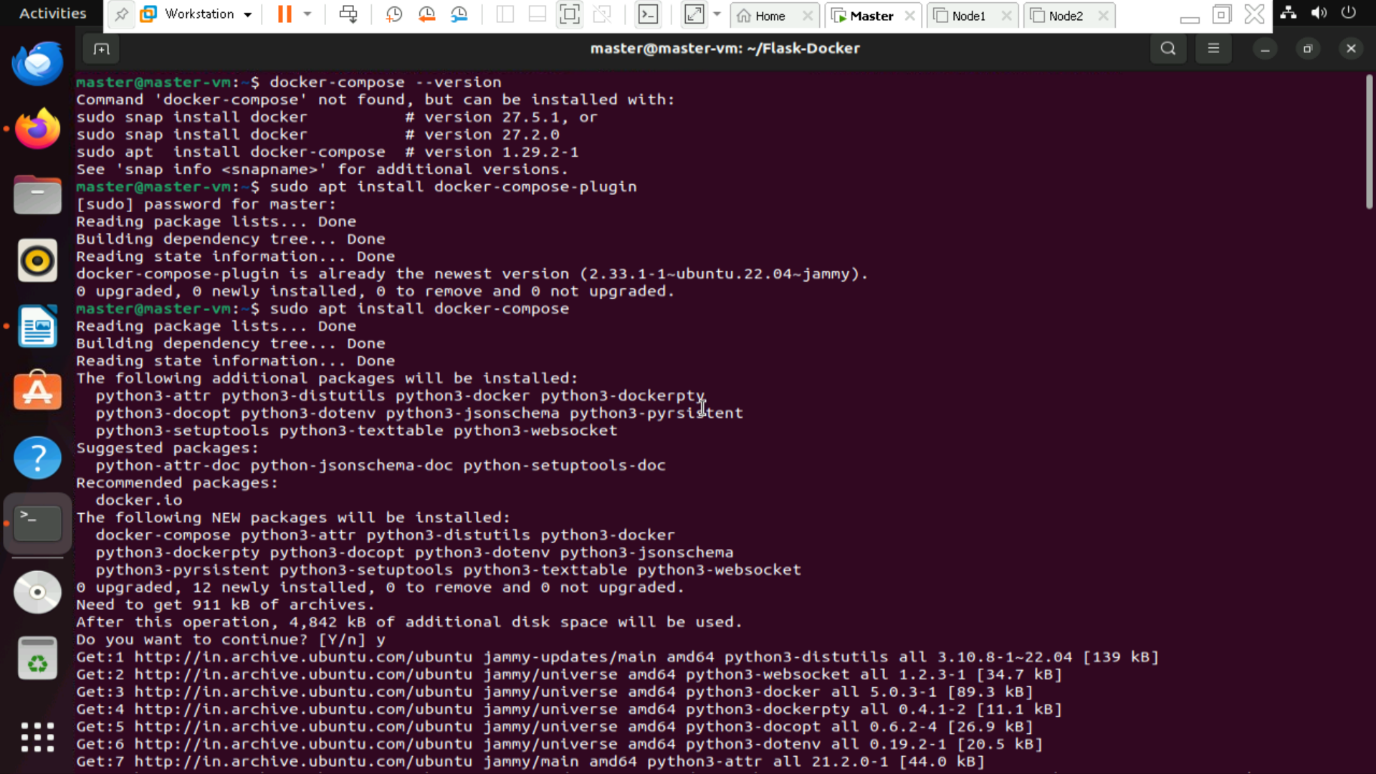 Activities
Workstation
Home
Master
Node1
Node2
master@master-vm: ~/Flask-Docker
master@master-vm:~$ docker-compose --version
Command 'docker-compose' not found, but can be installed with:
sudo snap install docker          # version 27.5.1, or
sudo snap install docker          # version 27.2.0
sudo apt  install docker-compose  # version 1.29.2-1
See 'snap info <snapname>' for additional versions.
master@master-vm:~$ sudo apt install docker-compose-plugin
[sudo] password for master:
Reading package lists... Done
Building dependency tree... Done
Reading state information... Done
docker-compose-plugin is already the newest version (2.33.1-1~ubuntu.22.04~jammy).
0 upgraded, 0 newly installed, 0 to remove and 0 not upgraded.
master@master-vm:~$ sudo apt install docker-compose
Reading package lists... Done
Building dependency tree... Done
Reading state information... Done
The following additional packages will be installed:
  python3-attr python3-distutils python3-docker python3-dockerpty
  python3-docopt python3-dotenv python3-jsonschema python3-pyrsistent
  python3-setuptools python3-texttable python3-websocket
Suggested packages:
  python-attr-doc python-jsonschema-doc python-setuptools-doc
Recommended packages:
  docker.io
The following NEW packages will be installed:
  docker-compose python3-attr python3-distutils python3-docker
  python3-dockerpty python3-docopt python3-dotenv python3-jsonschema
  python3-pyrsistent python3-setuptools python3-texttable python3-websocket
0 upgraded, 12 newly installed, 0 to remove and 0 not upgraded.
Need to get 911 kB of archives.
After this operation, 4,842 kB of additional disk space will be used.
Do you want to continue? [Y/n] y
Get:1 http://in.archive.ubuntu.com/ubuntu jammy-updates/main amd64 python3-distutils all 3.10.8-1~22.04 [139 kB]
Get:2 http://in.archive.ubuntu.com/ubuntu jammy/universe amd64 python3-websocket all 1.2.3-1 [34.7 kB]
Get:3 http://in.archive.ubuntu.com/ubuntu jammy/universe amd64 python3-docker all 5.0.3-1 [89.3 kB]
Get:4 http://in.archive.ubuntu.com/ubuntu jammy/universe amd64 python3-dockerpty all 0.4.1-2 [11.1 kB]
Get:5 http://in.archive.ubuntu.com/ubuntu jammy/universe amd64 python3-docopt all 0.6.2-4 [26.9 kB]
Get:6 http://in.archive.ubuntu.com/ubuntu jammy/universe amd64 python3-dotenv all 0.19.2-1 [20.5 kB]
Get:7 http://in.archive.ubuntu.com/ubuntu jammy/main amd64 python3-attr all 21.2.0-1 [44.0 kB]